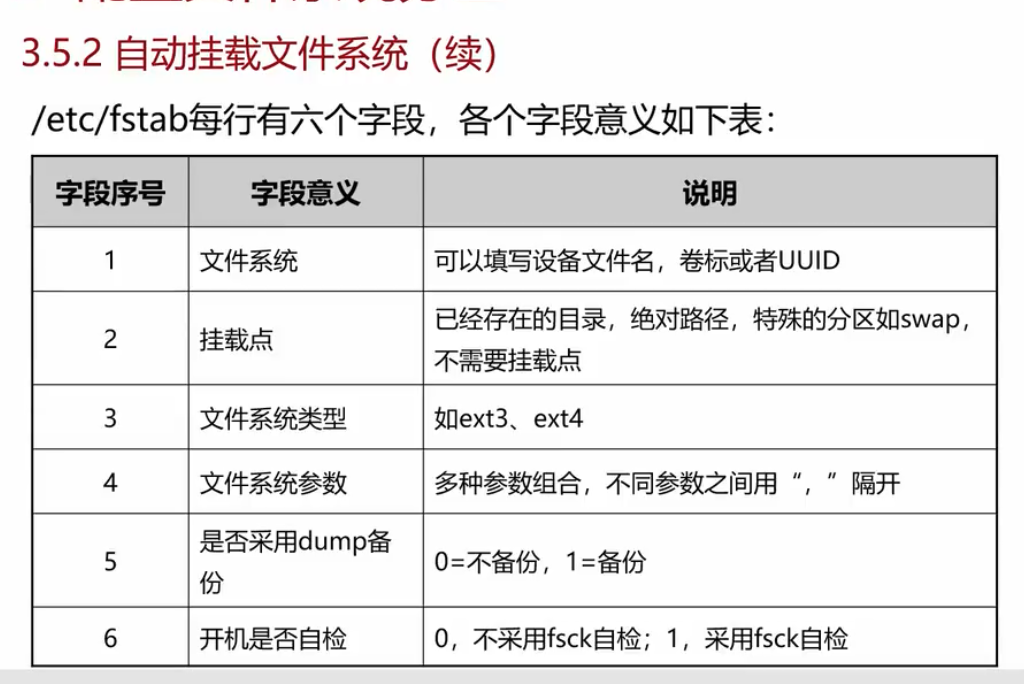 3.5.2 自动挂载文件系统（续）
/etc/fstab每行有六个字段，各个字段意义如下表：
字段序号 字段意义 说明
1 文件系统 可以填写设备文件名，卷标或者UUID
2 挂载点 已经存在的目录，绝对路径，特殊的分区如swap，
不需要挂载点
3 文件系统类型 如ext3、ext4
4 文件系统参数 多种参数组合，不同参数之间用“，”隔开
5 是否采用dump备
份 0=不备份，1=备份
6 开机是否自检 0，不采用fsck自检；1，采用fsck自检